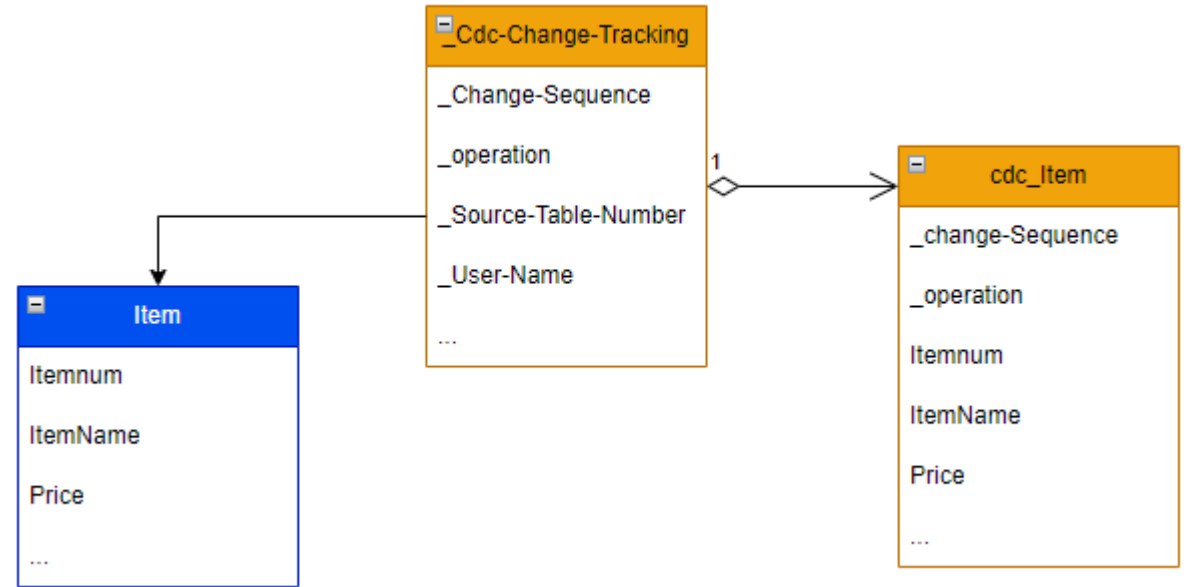 _Cdc-Change-Tracking
_Change-Sequence
_operation
_Source-Table-Number
_User-Name
...
1
cdc_Item
_change-Sequence
_operation
Itemnum
ItemName
Price
...
Item
Itemnum
ItemName
Price
...